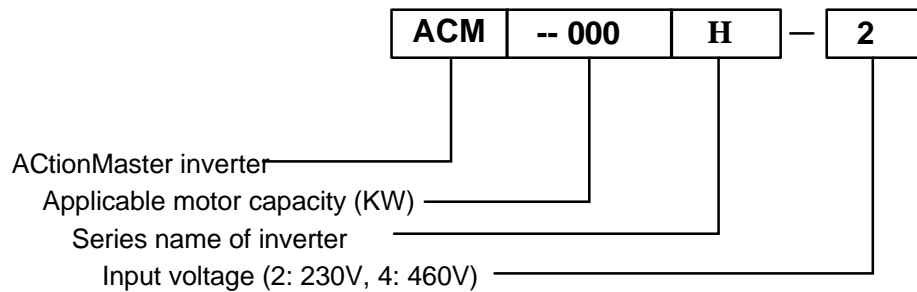 ACM -- 000 H — 2
ACtionMaster inverter
Applicable motor capacity (KW)
Series name of inverter
Input voltage (2: 230V, 4: 460V)